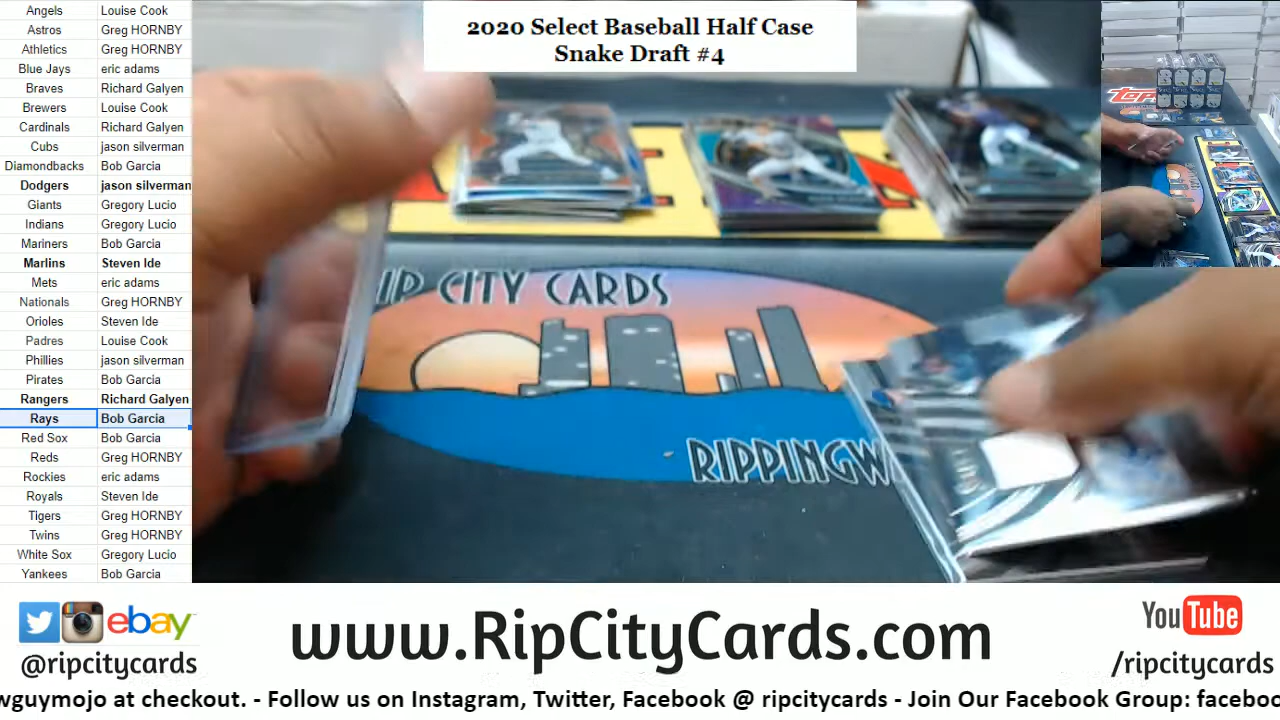 2020 Select Baseball Half Case
Snake Draft #4
Angels Louise Cook
Astros Greg HORNBY
Athletics Greg HORNBY
Blue Jays eric adams
Braves Richard Galyen
Brewers Louise Cook
Cardinals Richard Galyen
Cubs jason silverman
Diamondbacks Bob Garcia
Dodgers jason silverman
Giants Gregory Lucio
Indians Gregory Lucio
Mariners Bob Garcia
Marlins Steven Ide
Mets eric adams
Nationals Greg HORNBY
Orioles Steven Ide
Padres Louise Cook
Phillies jason silverman
Pirates Bob Garcia
Rangers Richard Galyen
Rays Bob Garcia
Red Sox Bob Garcia
Reds Greg HORNBY
Rockies eric adams
Royals Steven Ide
Tigers Greg HORNBY
Twins Greg HORNBY
White Sox Gregory Lucio
Yankees Bob Garcia
IP CITY CARDS
RIPPINGW
ebay
@ripcitycards
www.RipCityCards.com
YouTube
/ripcitycards
wguymojo at checkout. - Follow us on Instagram, Twitter, Facebook @ ripcitycards - Join Our Facebook Group: facebo